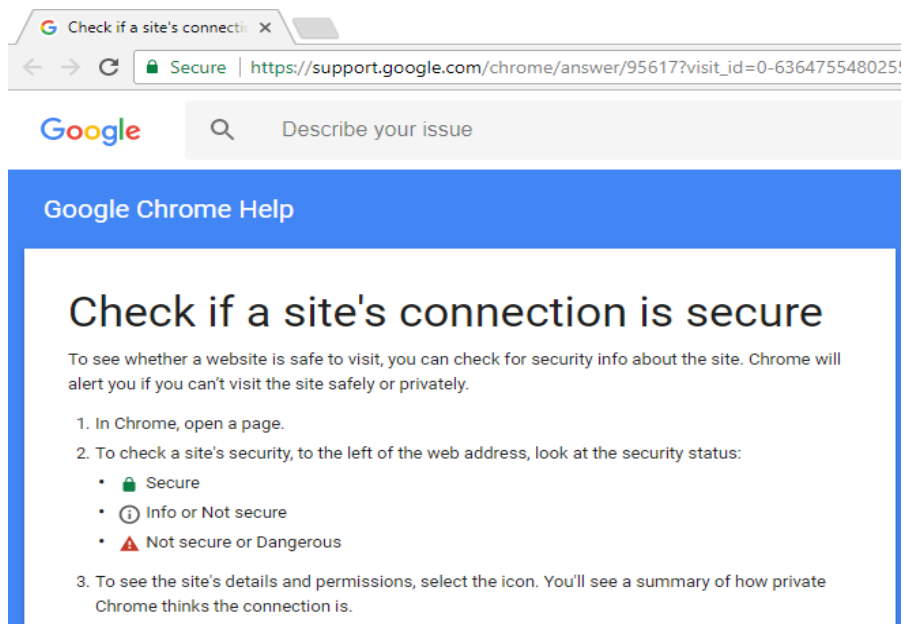 Check if a site's connecti
Secure | https://support.google.com/chrome/answer/95617?visit_id=0-636475548025
Google
Describe your issue
Google Chrome Help
Check if a site's connection is secure
To see whether a website is safe to visit, you can check for security info about the site. Chrome will
alert you if you can't visit the site safely or privately.
1. In Chrome, open a page.
2. To check a site's security, to the left of the web address, look at the security status:
• Secure
• Info or Not secure
• Not secure or Dangerous
3. To see the site's details and permissions, select the icon. You'll see a summary of how private
Chrome thinks the connection is.